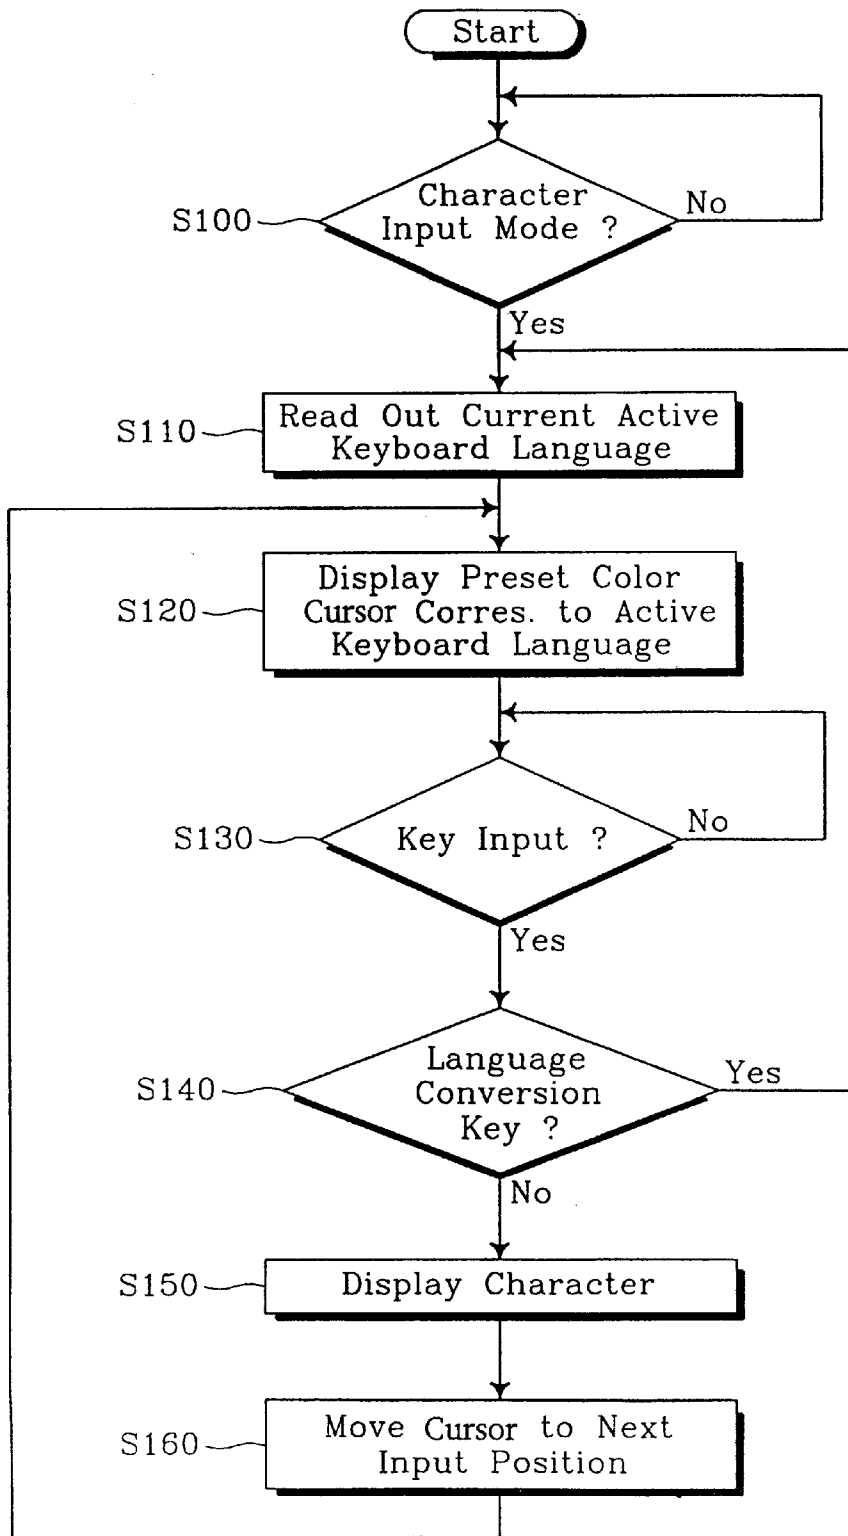 Start
Character
Input Mode ?
No
S100
Yes
Read Out Current Active
Keyboard Language
S110
Display Preset Color
Cursor Corres. to Active
Keyboard Language
S120
Key Input ?
No
S130
Yes
Language
Conversion
Key ?
Yes
S140
No
Display Character
S150
Move Cursor to Next
Input Position
S160